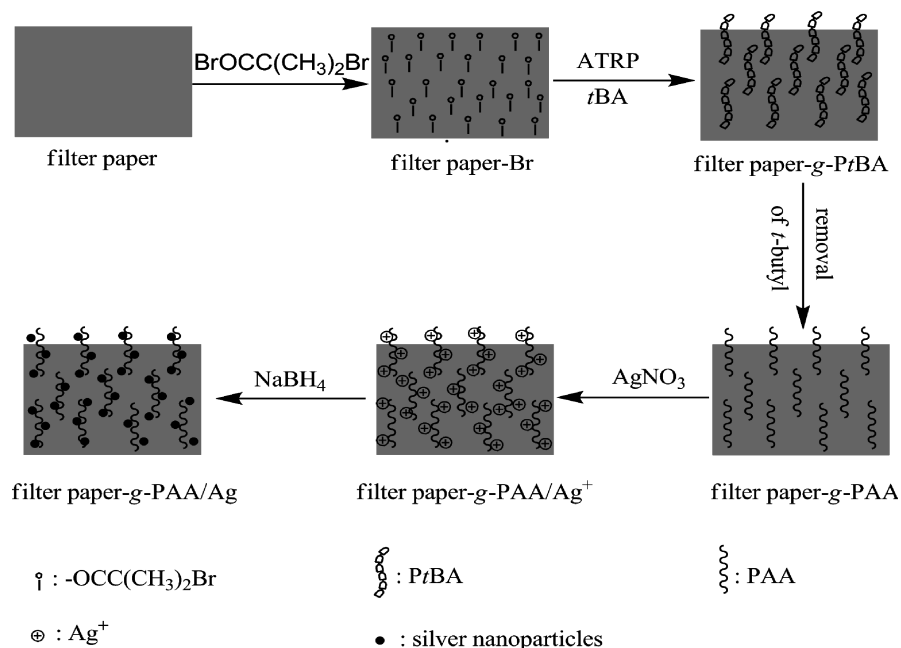 BrOCC(CH₃)₂Br
ATRP
tBA
filter paper
filter paper-Br
filter paper-g-PtBA
removal
of t-butyl
NaBH₄
AgNO₃
filter paper-g-PAA/Ag
filter paper-g-PAA/Ag⁺
filter paper-g-PAA
: -OCC(CH₃)₂Br
: PtBA
: PAA
: Ag⁺
: silver nanoparticles